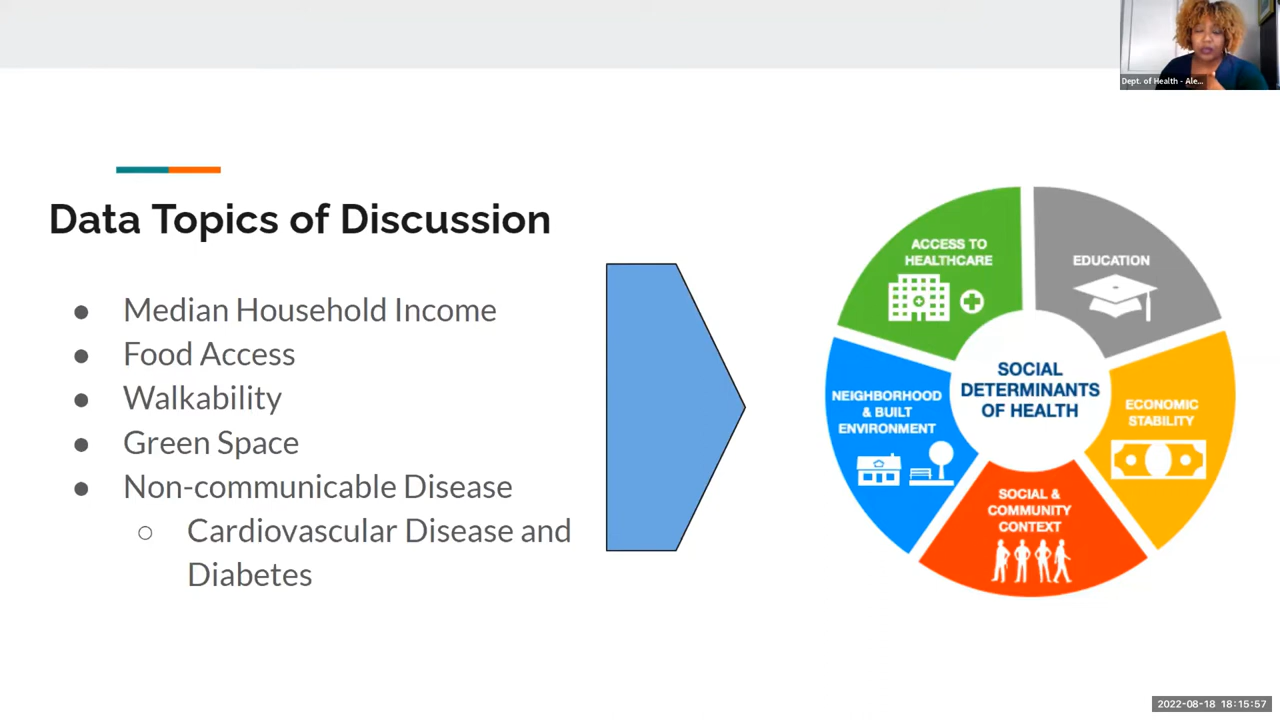 Dept. of Health - Ale...
Data Topics of Discussion
● Median Household Income
● Food Access
● Walkability
● Green Space
● Non-communicable Disease
○ Cardiovascular Disease and
Diabetes
ACCESS TO
HEALTHCARE
EDUCATION
SOCIAL
DETERMINANTS
OF HEALTH
NEIGHBORHOOD
& BUILT
ENVIRONMENT
ECONOMIC
STABILITY
SOCIAL &
COMMUNITY
CONTEXT
2022-08-18 18:15:57